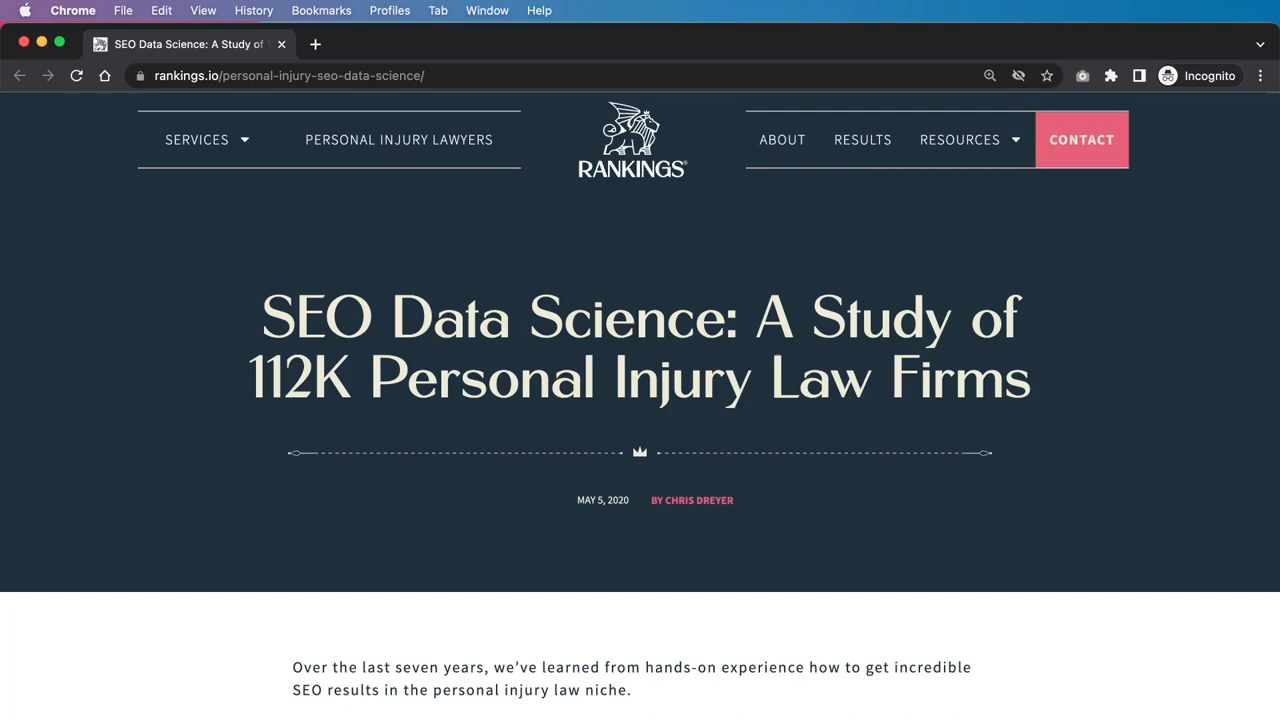 Chrome File Edit View History Bookmarks Profiles Tab Window Help
SEO Data Science: A Study of
rankings.io/personal-injury-seo-data-science/
Incognito
SERVICES
PERSONAL INJURY LAWYERS
RANKINGS®
ABOUT
RESULTS
RESOURCES
CONTACT
SEO Data Science: A Study of
112K Personal Injury Law Firms
MAY 5, 2020 BY CHRIS DREYER
Over the last seven years, we’ve learned from hands-on experience how to get incredible
SEO results in the personal injury law niche.